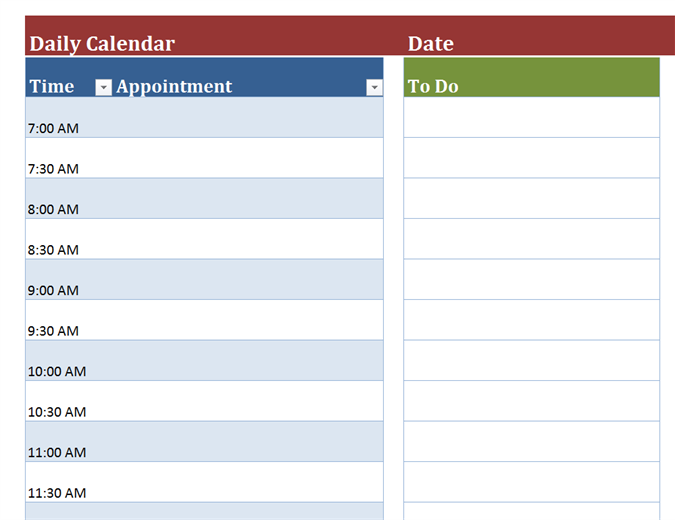 Daily Calendar Date
Time Appointment To Do
7:00 AM
7:30 AM
8:00 AM
8:30 AM
9:00 AM
9:30 AM
10:00 AM
10:30 AM
11:00 AM
11:30 AM